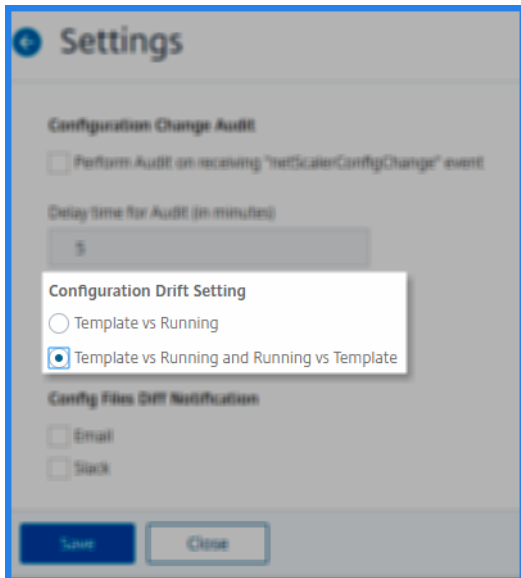 Settings
Configuration Change Audit
Perform Audit on receiving "netScalerConfigChange" event
Delay time for Audit (in minutes)
5
Configuration Drift Setting
Template vs Running
Template vs Running and Running vs Template
Config Files Diff Notification
Email
Slack
Save Close